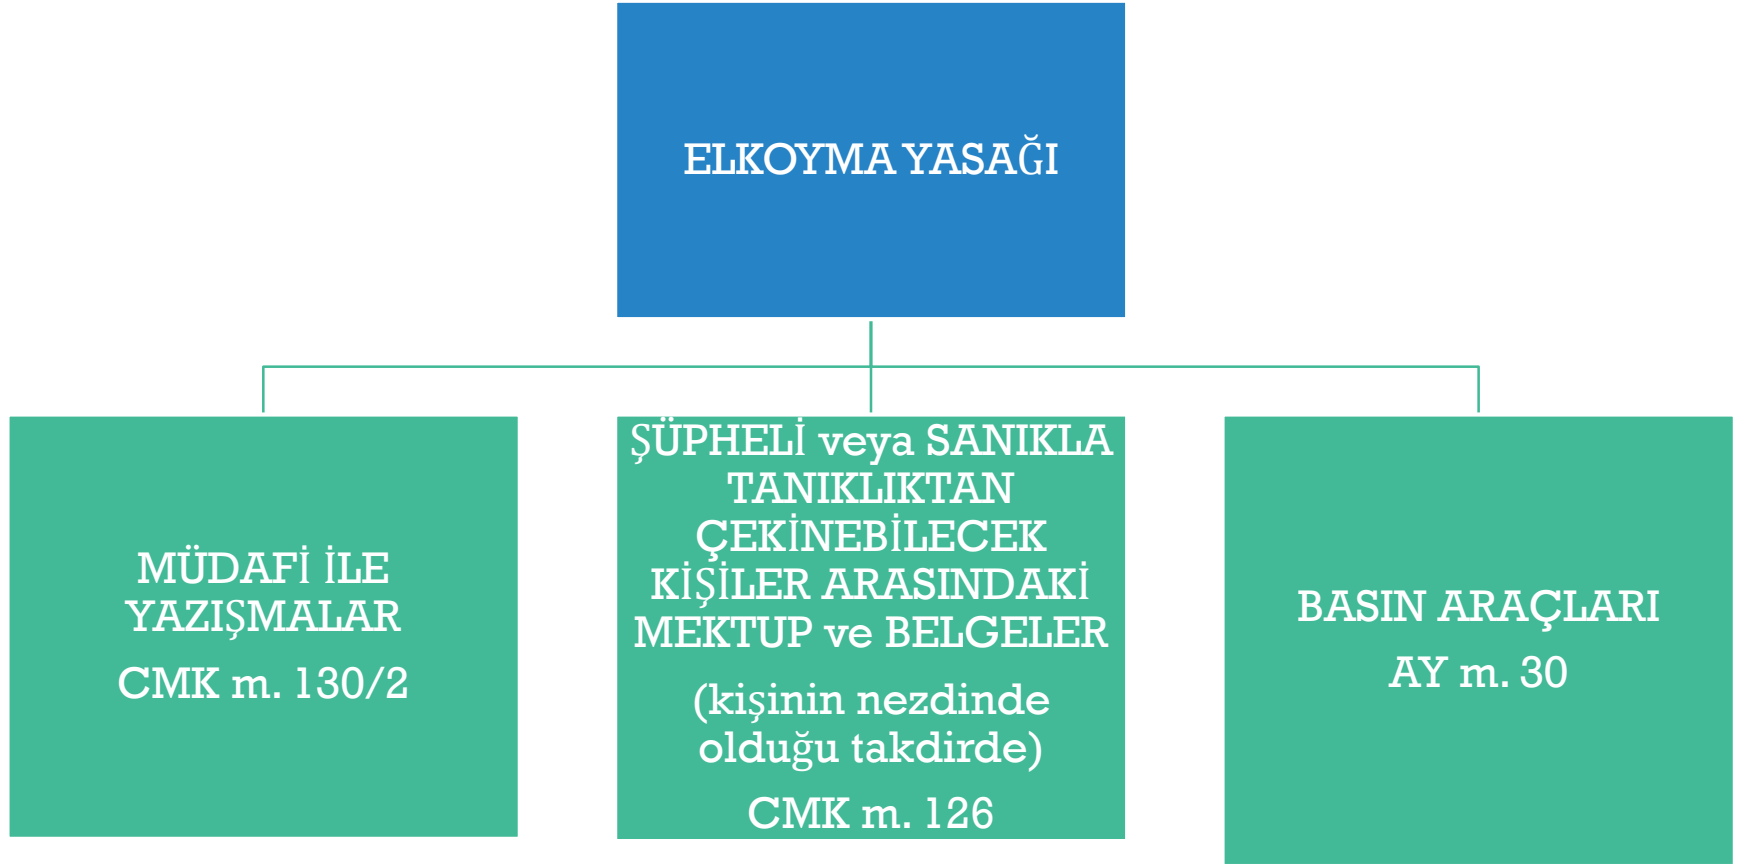 ELKOYMA YASAĞI
MÜDAFİ İLE
YAZIŞMALAR
CMK m. 130/2
ŞÜPHELİ veya SANIKLA
TANIKLIKTAN
ÇEKİNEBİLECEK
KİŞİLER ARASINDAKİ
MEKTUP ve BELGELER
(kişinin nezdinde
olduğu takdirde)
CMK m. 126
BASIN ARAÇLARI
AY m. 30